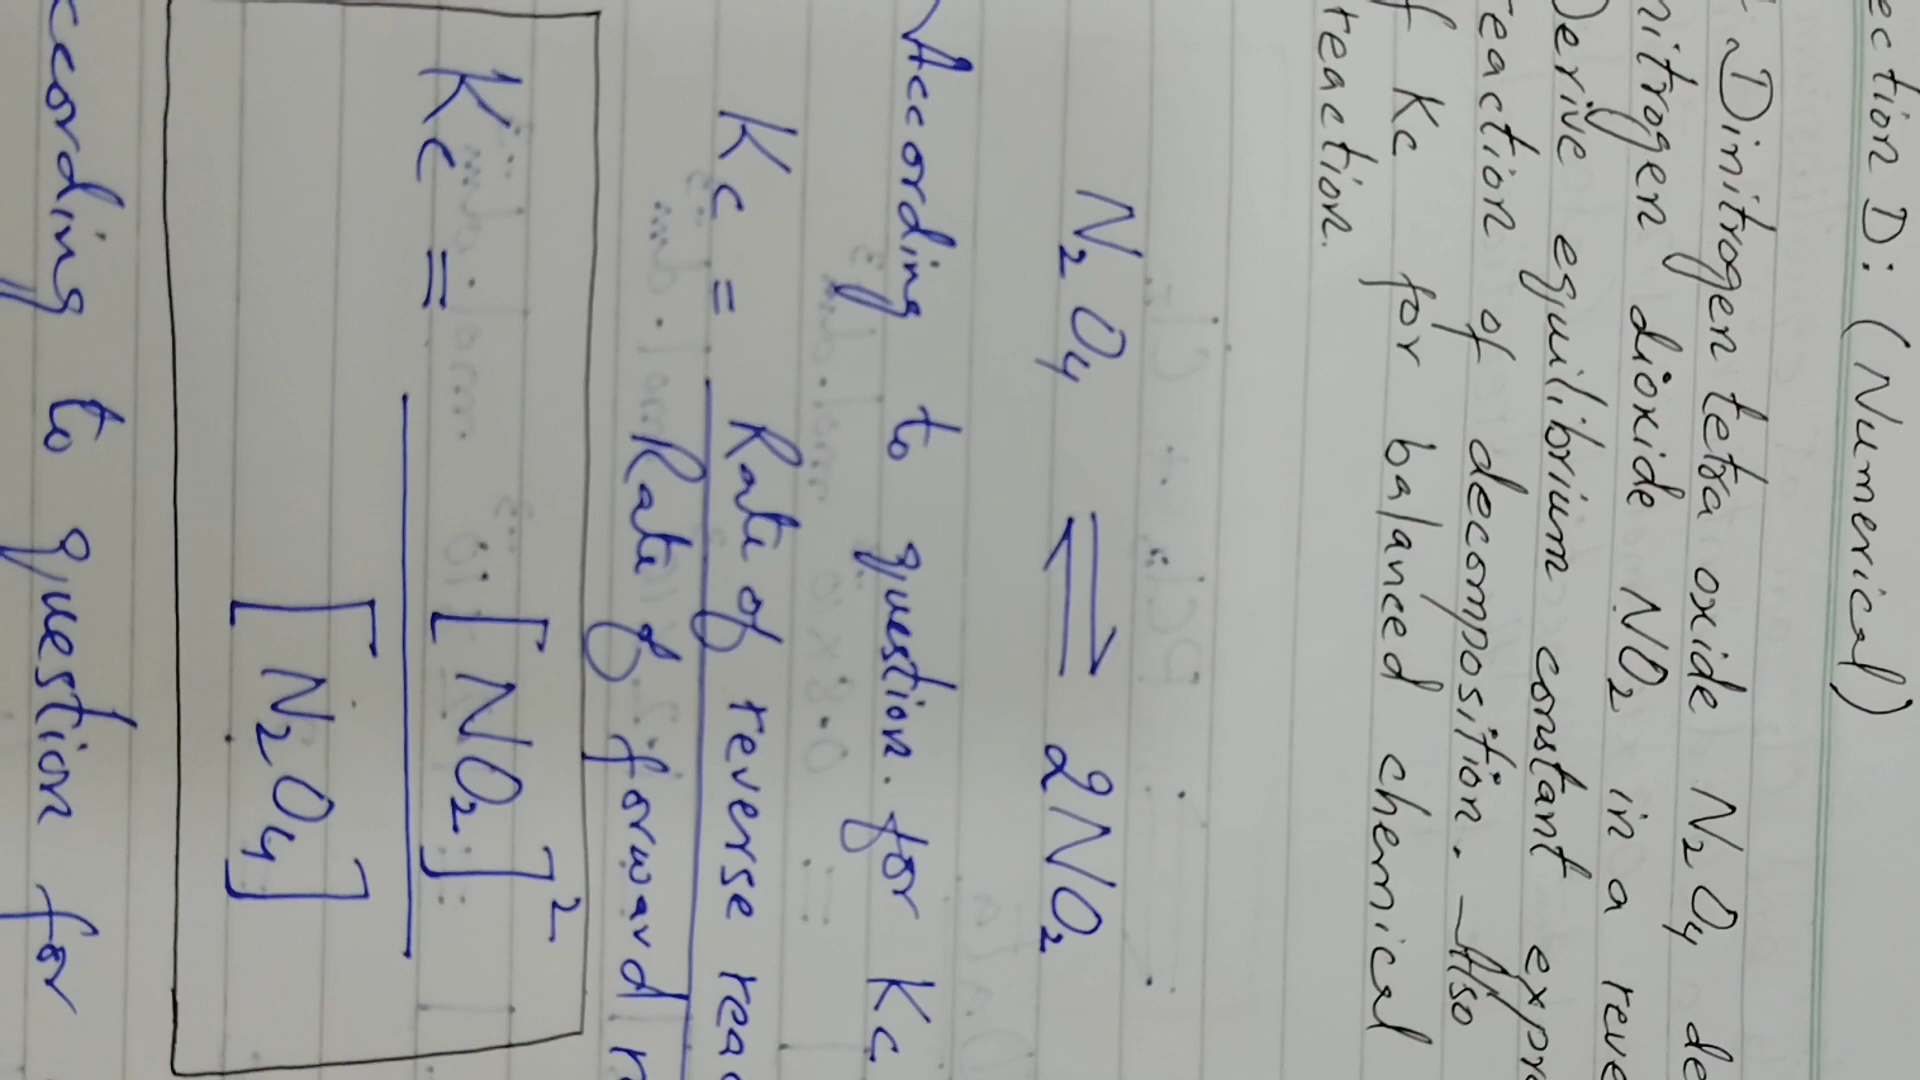 ection D: (Numerical)
Dinitrogen tetra oxide N₂O₄ de
nitrogen dioxide NO₂ in a reve
Derive equilibrium constant expre
reaction of decomposition. Also
f Kc for balanced chemical
reaction.
N₂O₄ ⇌ 2NO₂
According to question. for Kc
Kc = Rate of reverse reac
Rate of forward r
Kc = [NO₂]²
[N₂O₄]
ccording to question for